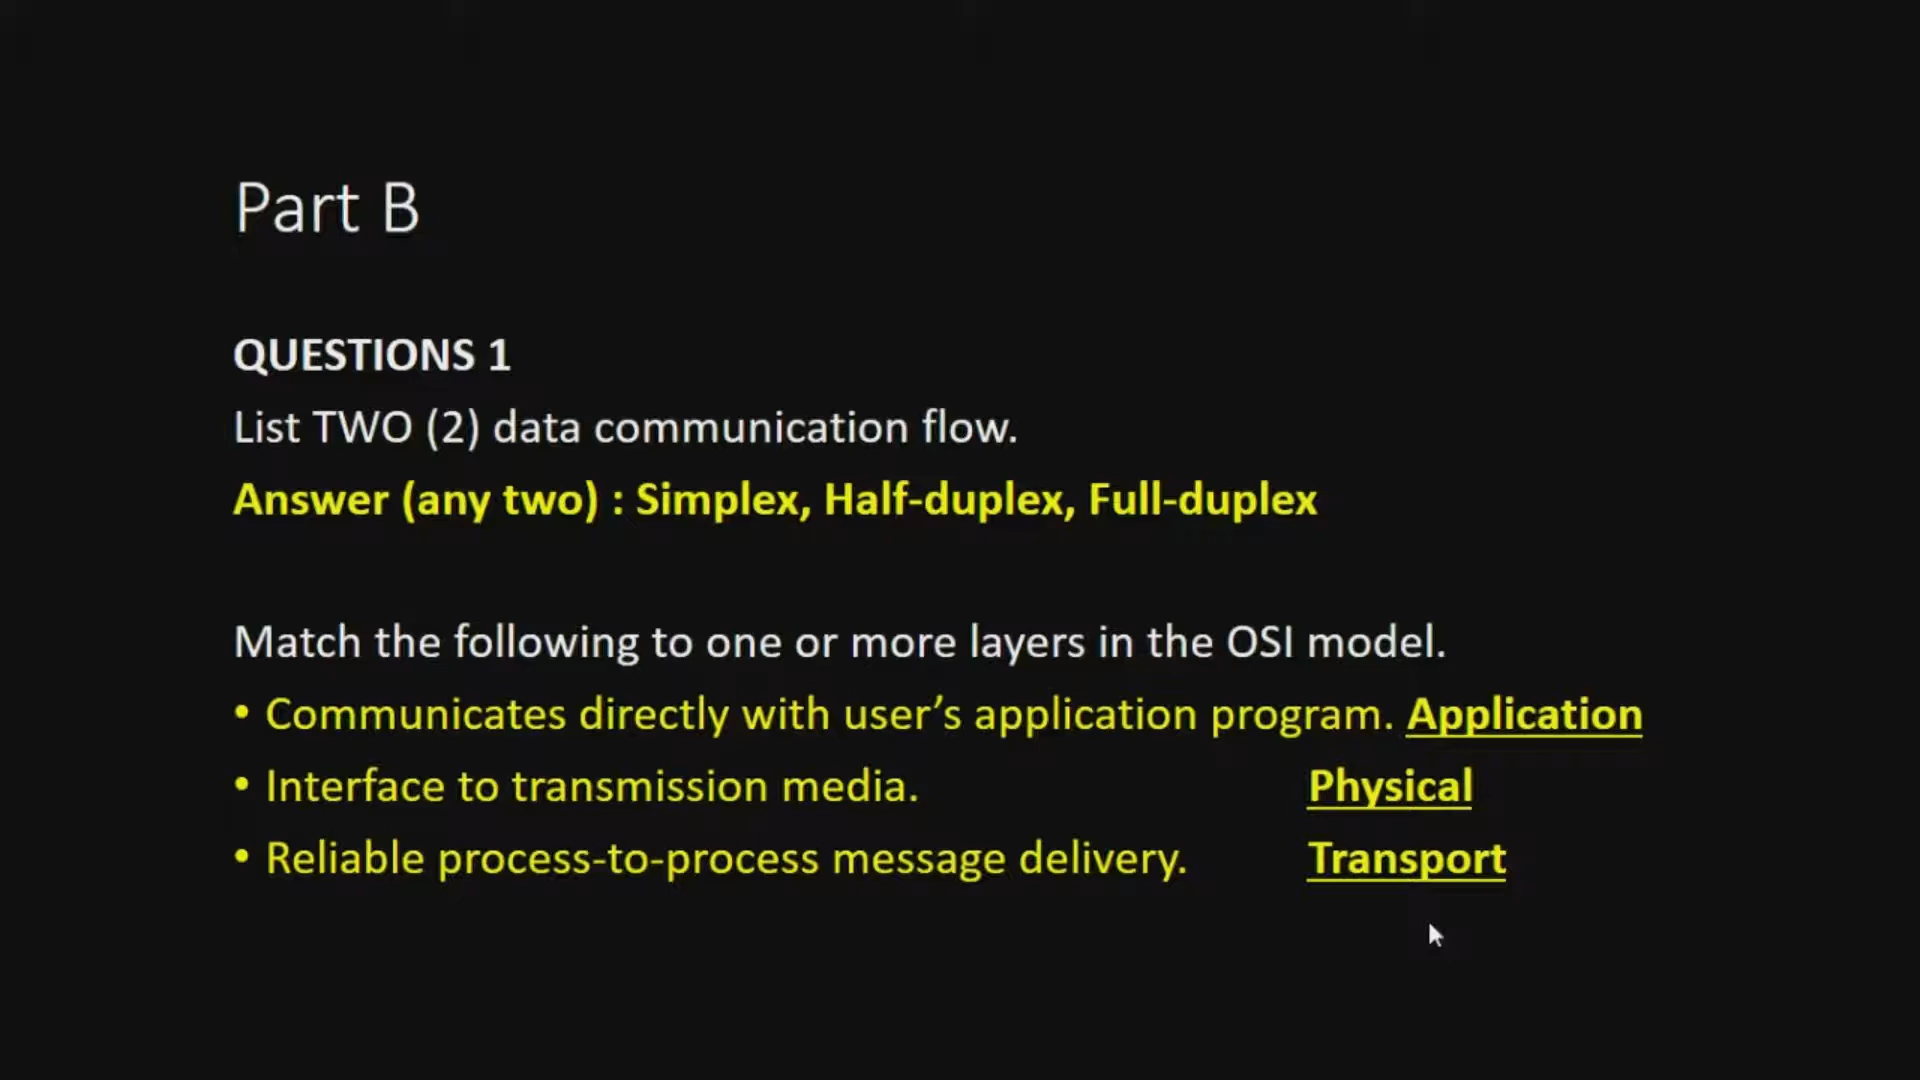 Part B
QUESTIONS 1
List TWO (2) data communication flow.
Answer (any two) : Simplex, Half-duplex, Full-duplex
Match the following to one or more layers in the OSI model.
• Communicates directly with user’s application program. Application
• Interface to transmission media. Physical
• Reliable process-to-process message delivery. Transport